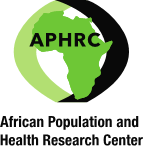 APHRC
African Population and
Health Research Center